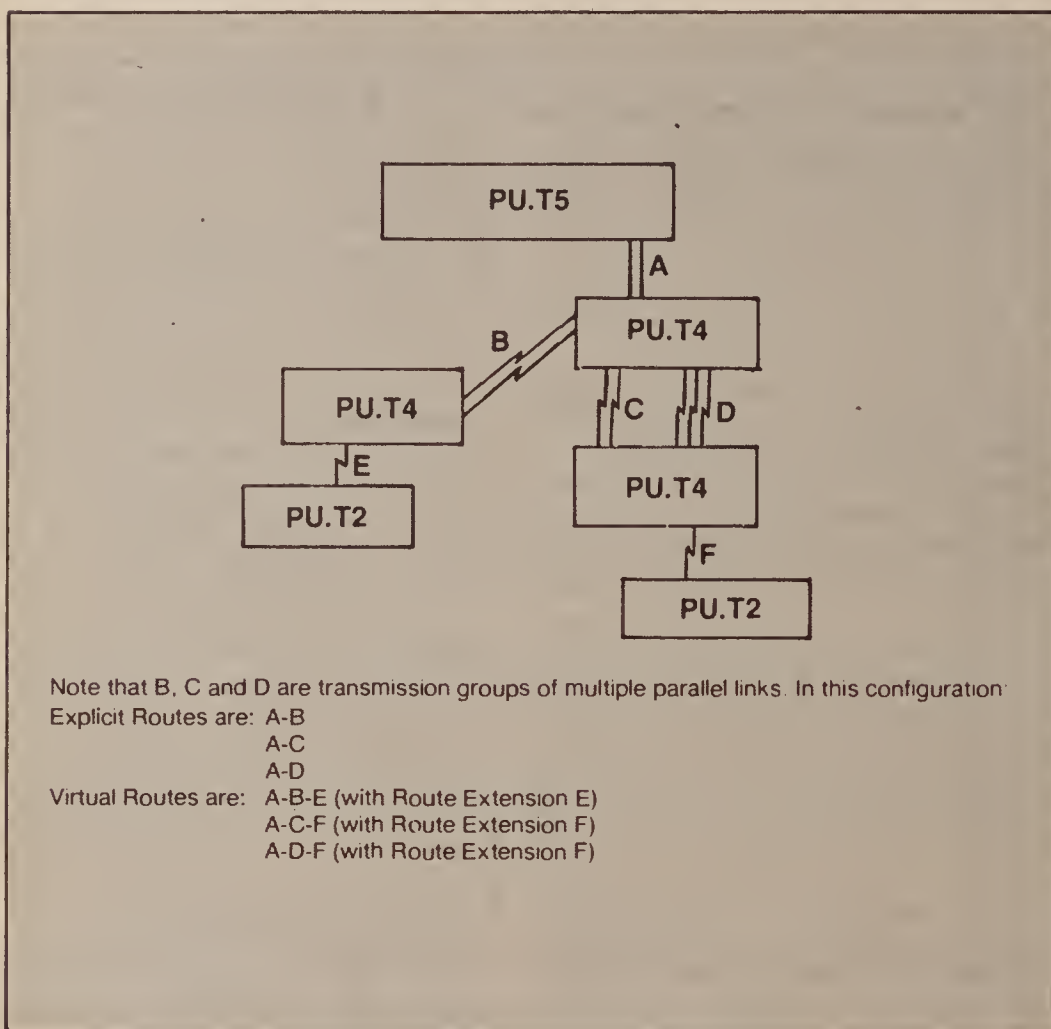 PU.T5
A
PU.T4
B
PU.T4
C
D
E
PU.T4
PU.T2
F
PU.T2
Note that B, C and D are transmission groups of multiple parallel links. In this configuration
Explicit Routes are: A-B
A-C
A-D
Virtual Routes are: A-B-E (with Route Extension E)
A-C-F (with Route Extension F)
A-D-F (with Route Extension F)